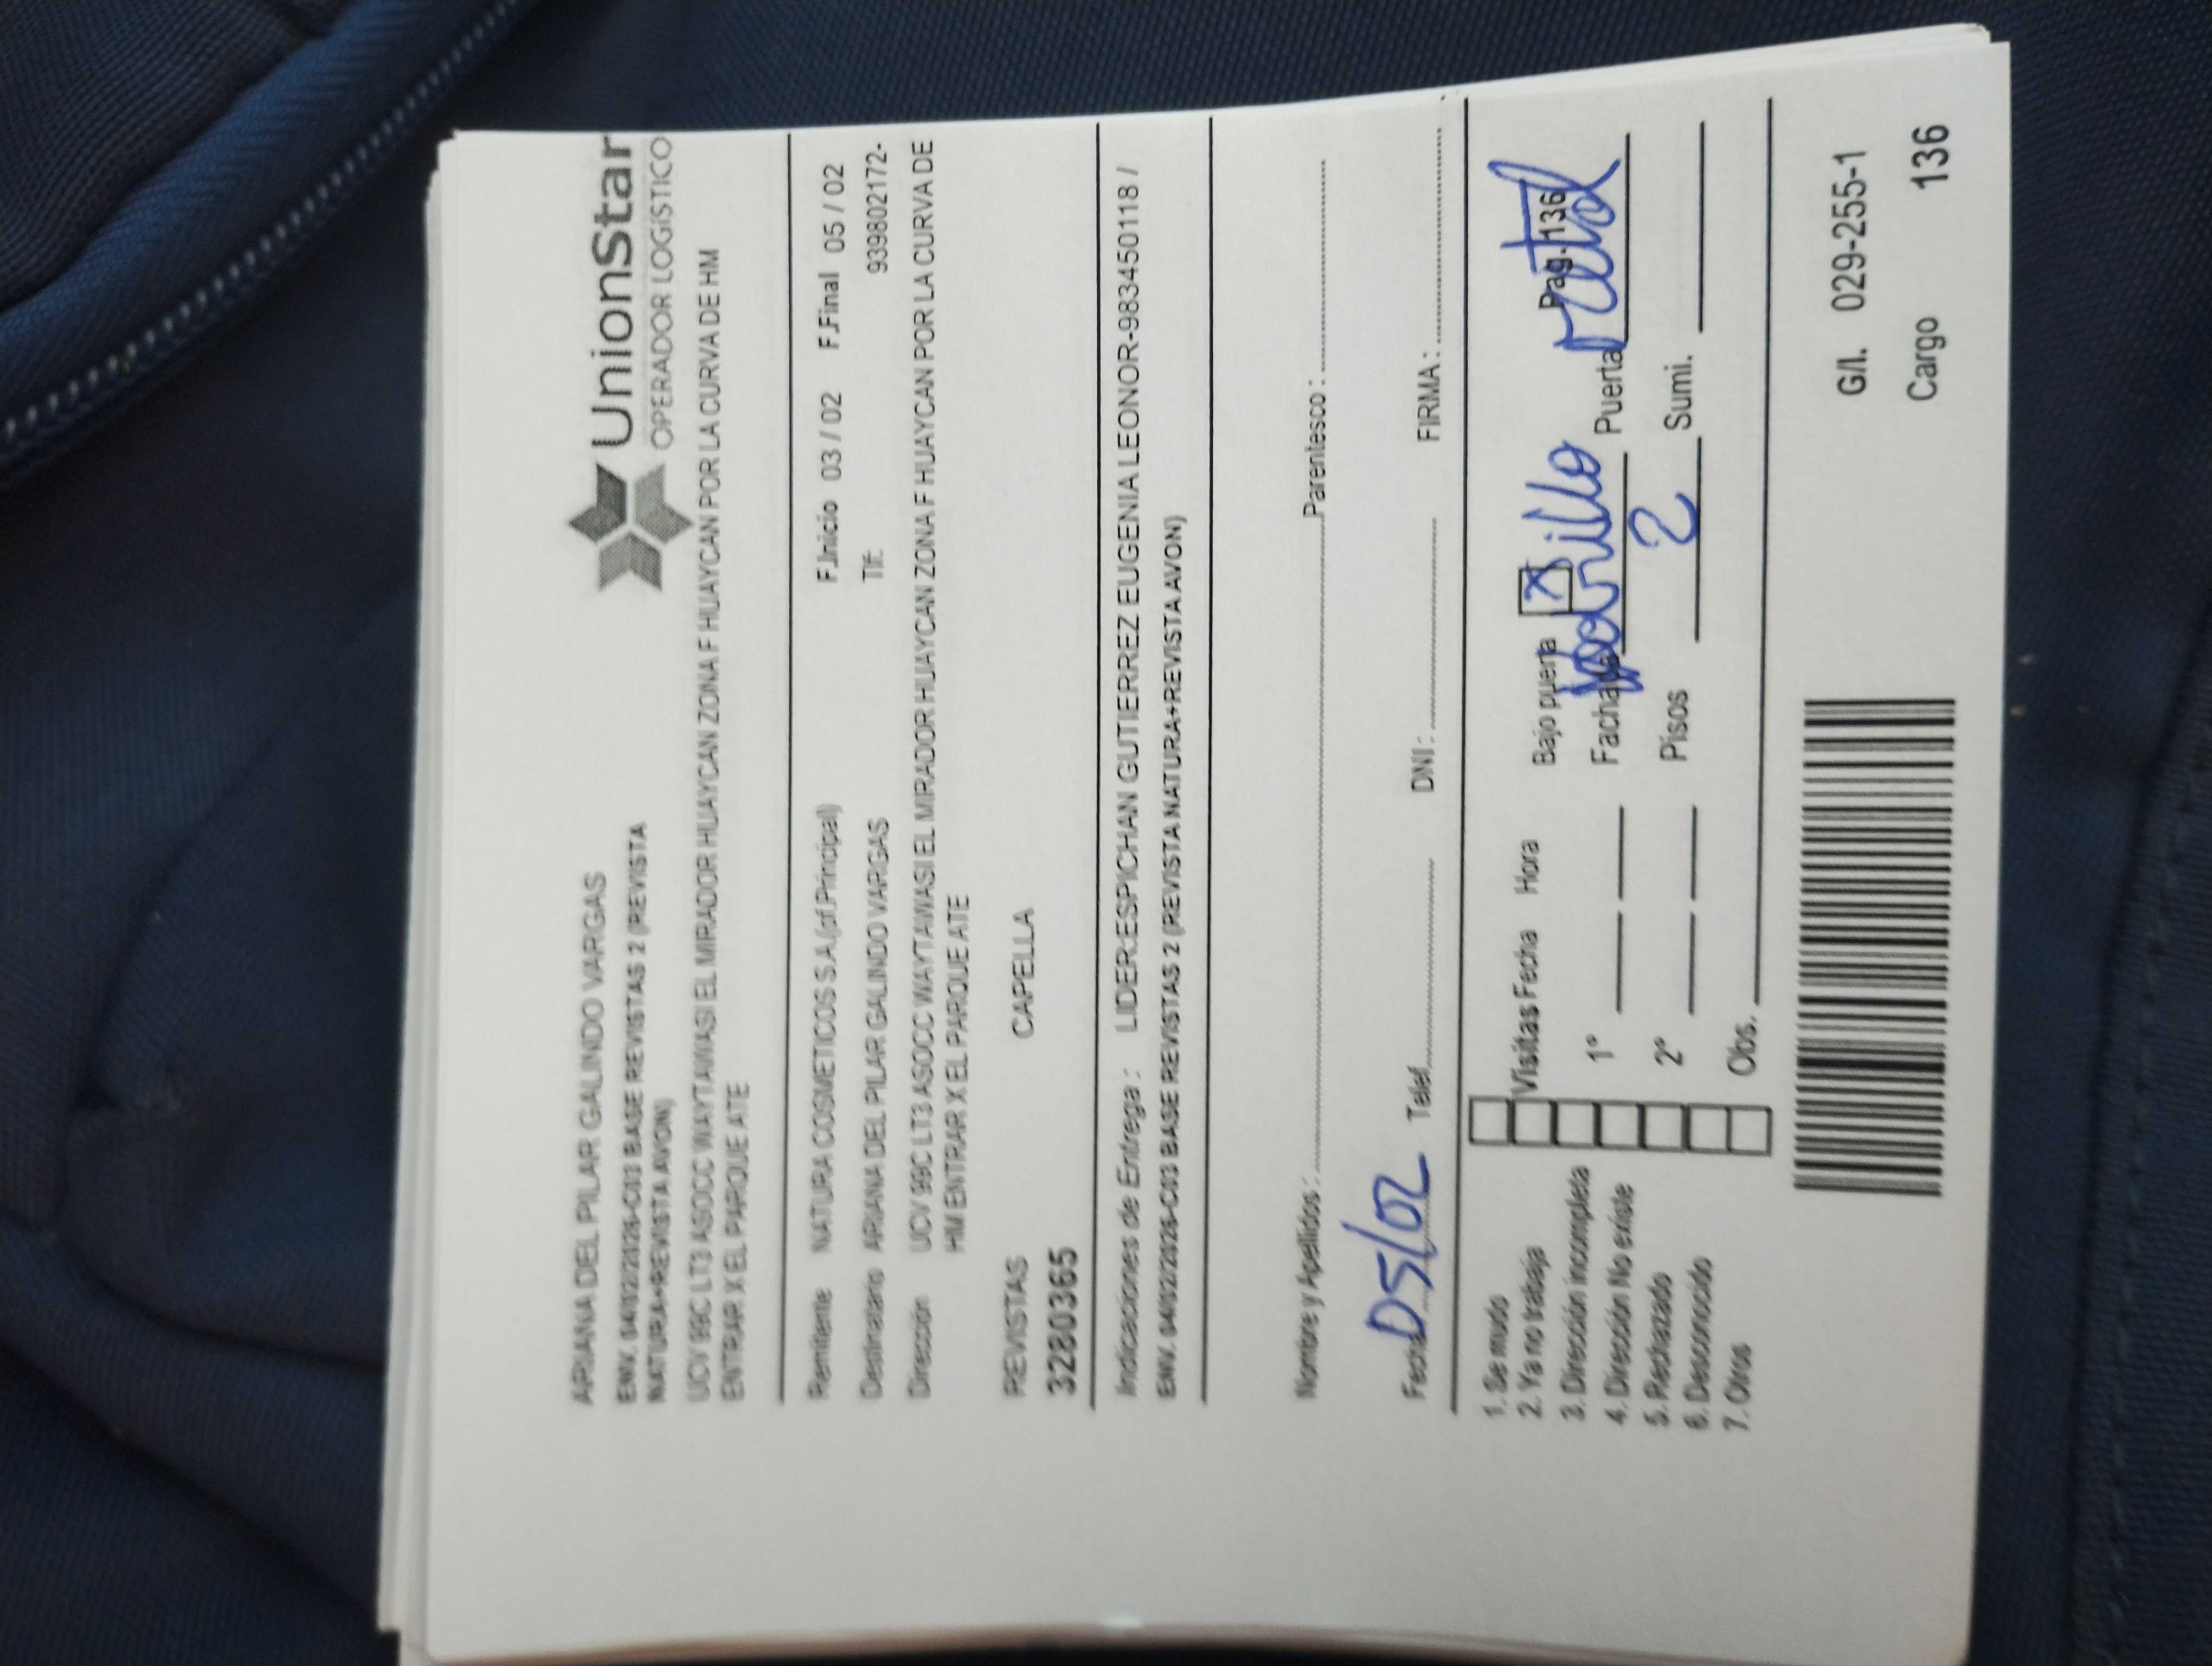 UnionStar
OPERADOR LOGÍSTICO
ARIANA DEL PILAR GALINDO VARGAS
ENV. 04/02/2026-C03 BASE REVISTAS 2 (REVISTA
NATURA+REVISTA AVON)
UCV 99C LT3 ASOCC WAYTAWASI EL MIRADOR HUAYCAN ZONA F HUAYCAN POR LA CURVA DE HM
ENTRAR X EL PARQUE ATE
F.Inicio 03 / 02 F.Final 05 / 02
Remitente NATURA COSMETICOS S.A.(of.Principal)
Destinatario ARIANA DEL PILAR GALINDO VARGAS Tlf: 939802172-
Dirección UCV 99C LT3 ASOCC WAYTAWASI EL MIRADOR HUAYCAN ZONA F HUAYCAN POR LA CURVA DE
HM ENTRAR X EL PARQUE ATE
REVISTAS CAPELLA
3280365
Indicaciones de Entrega : LIDER:ESPICHAN GUTIERREZ EUGENIA LEONOR-983450118 /
ENV. 04/02/2026-C03 BASE REVISTAS 2 (REVISTA NATURA+REVISTA AVON)
Nombre y Apellidos : Parentesco :
Fecha 05/02 Telef. DNI : FIRMA :
1. Se mudo
2. Ya no trabaja
3. Dirección incompleta
4. Dirección No existe
5. Rechazado
6. Desconocido
7. Otros
Visitas Fecha Hora
1°
2°
Obs.
Bajo puerta X Pag. 136
Fachada ladrillo Puerta metal
Pisos 2 Sumi.
G/I. 029-255-1
Cargo 136